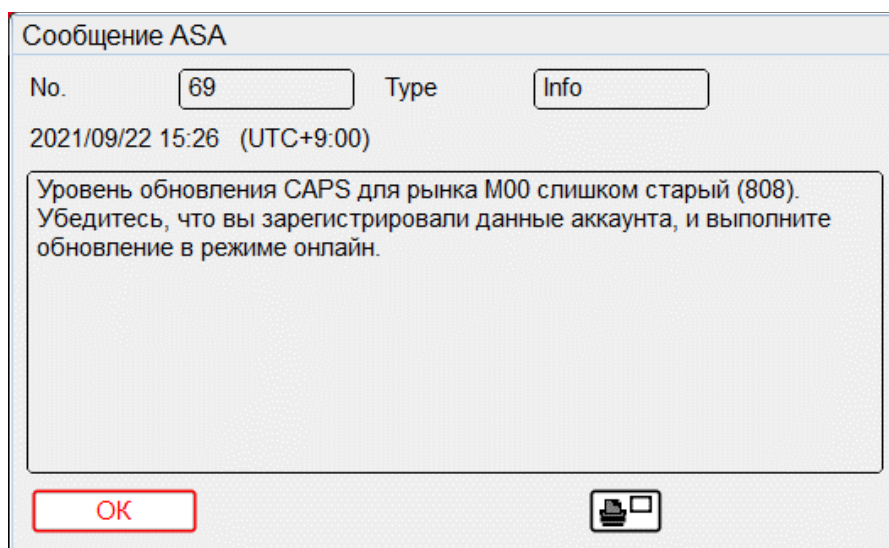 Сообщение ASA
No. 69 Type Info
2021/09/22 15:26 (UTC+9:00)
Уровень обновления CAPS для рынка M00 слишком старый (808).
Убедитесь, что вы зарегистрировали данные аккаунта, и выполните
обновление в режиме онлайн.
ОК